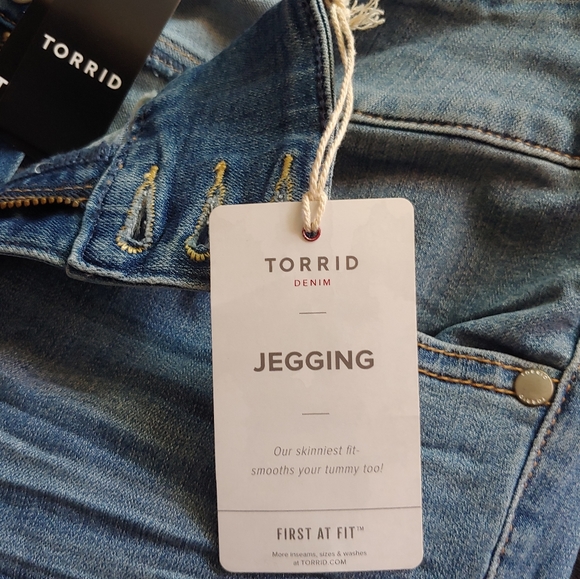 TORRID
T
TORRID
DENIM
JEGGING
Our skinniest fit-
smooths your tummy too!
FIRST AT FIT™
More inseams, sizes & washes
at TORRID.COM